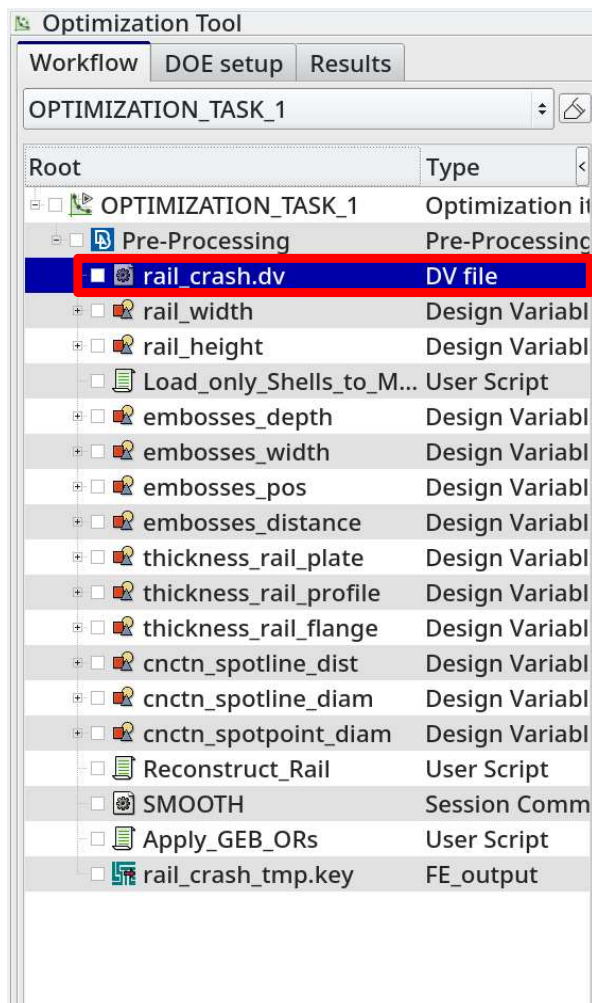 Optimization Tool
Workflow DOE setup Results
OPTIMIZATION_TASK_1
Root Type <
OPTIMIZATION_TASK_1 Optimization it
Pre-Processing Pre-Processing
rail_crash.dv DV file
rail_width Design Variabl
rail_height Design Variabl
Load_only_Shells_to_M... User Script
embosses_depth Design Variabl
embosses_width Design Variabl
embosses_pos Design Variabl
embosses_distance Design Variabl
thickness_rail_plate Design Variabl
thickness_rail_profile Design Variabl
thickness_rail_flange Design Variabl
cnctn_spotline_dist Design Variabl
cnctn_spotline_diam Design Variabl
cnctn_spotpoint_diam Design Variabl
Reconstruct_Rail User Script
SMOOTH Session Comm
Apply_GEB_ORs User Script
rail_crash_tmp.key FE_output